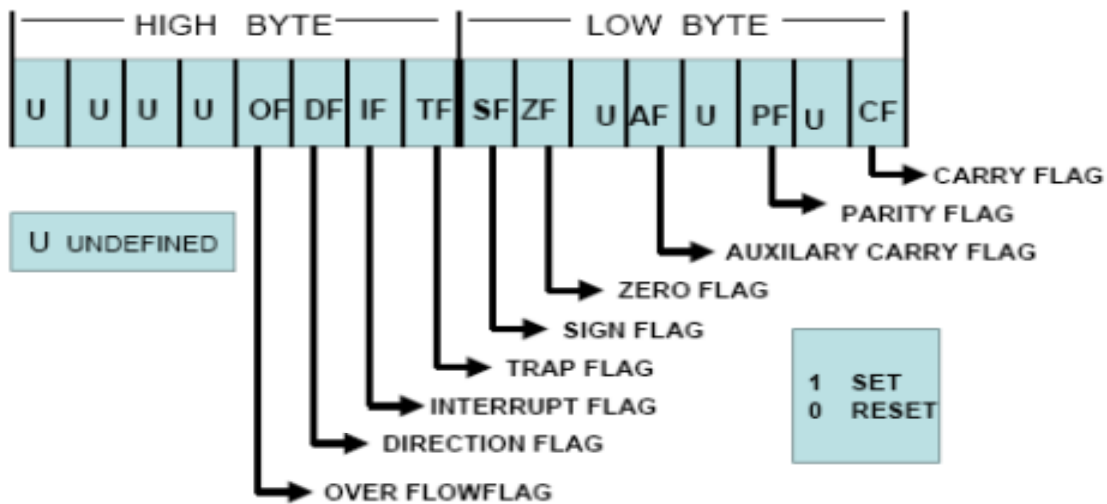 HIGH BYTE LOW BYTE
U U U U OF DF IF TF SF ZF U AF U PF U CF
CARRY FLAG
PARITY FLAG
U UNDEFINED
AUXILARY CARRY FLAG
ZERO FLAG
SIGN FLAG
TRAP FLAG
1 SET
0 RESET
INTERRUPT FLAG
DIRECTION FLAG
OVER FLOWFLAG